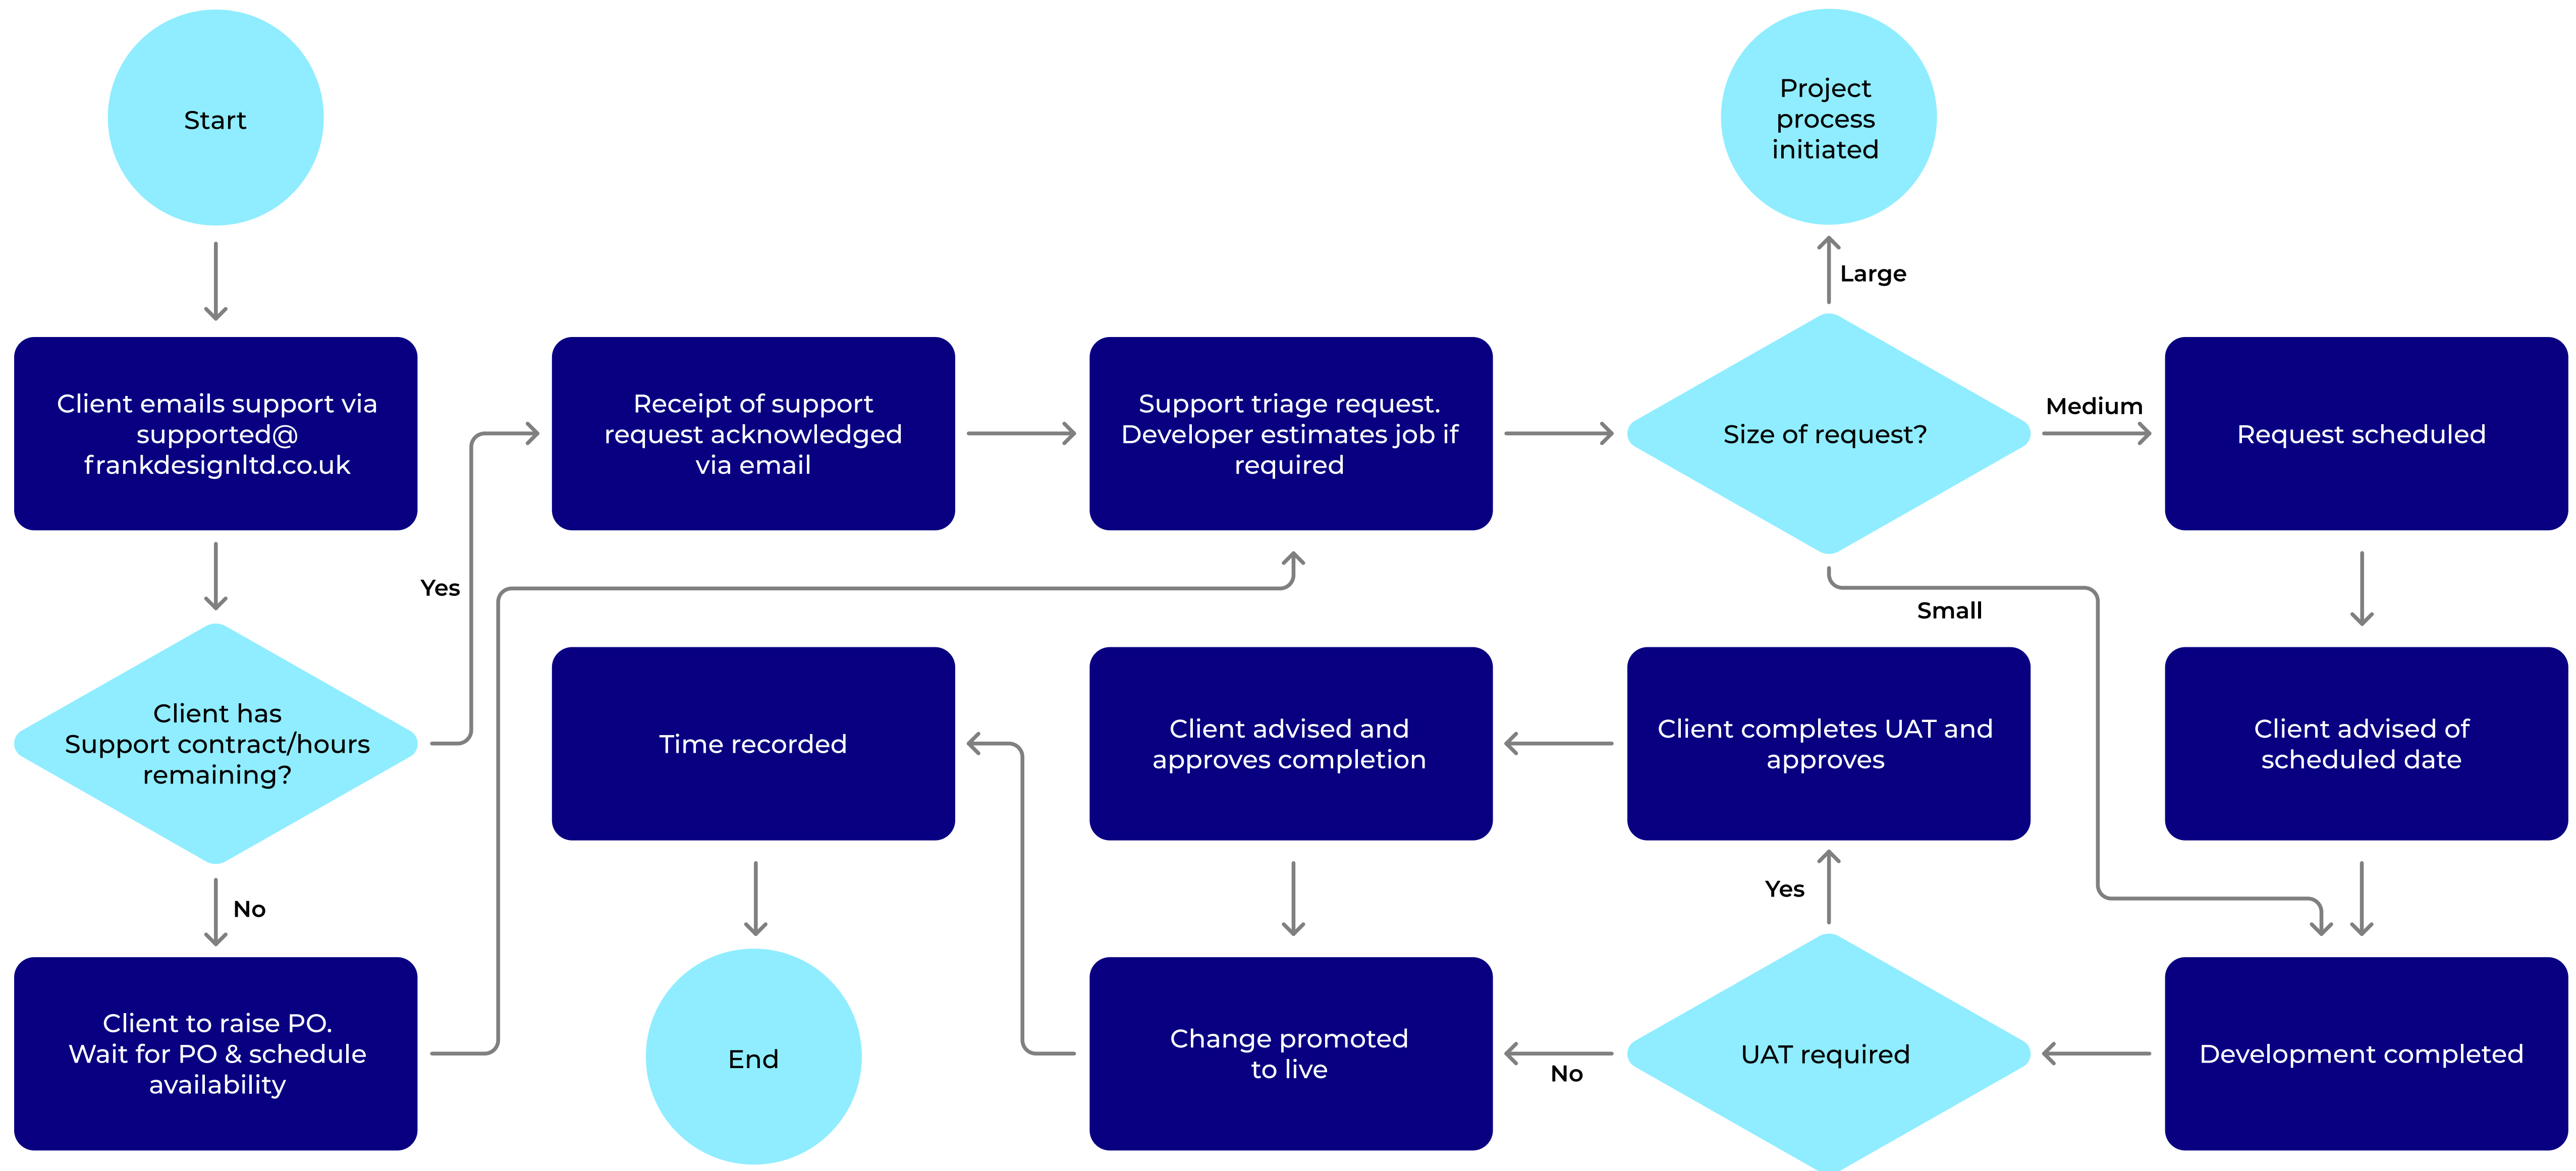 Start
Project
process
initiated
Large
Client emails support via
supported@
frankdesignltd.co.uk
Receipt of support
request acknowledged
via email
Support triage request.
Developer estimates job if
required
Size of request?
Medium
Request scheduled
Yes
Small
Client has
Support contract/hours
remaining?
Time recorded
Client advised and
approves completion
Client completes UAT and
approves
Client advised of
scheduled date
No
Yes
Client to raise PO.
Wait for PO & schedule
availability
End
Change promoted
to live
No
UAT required
Development completed